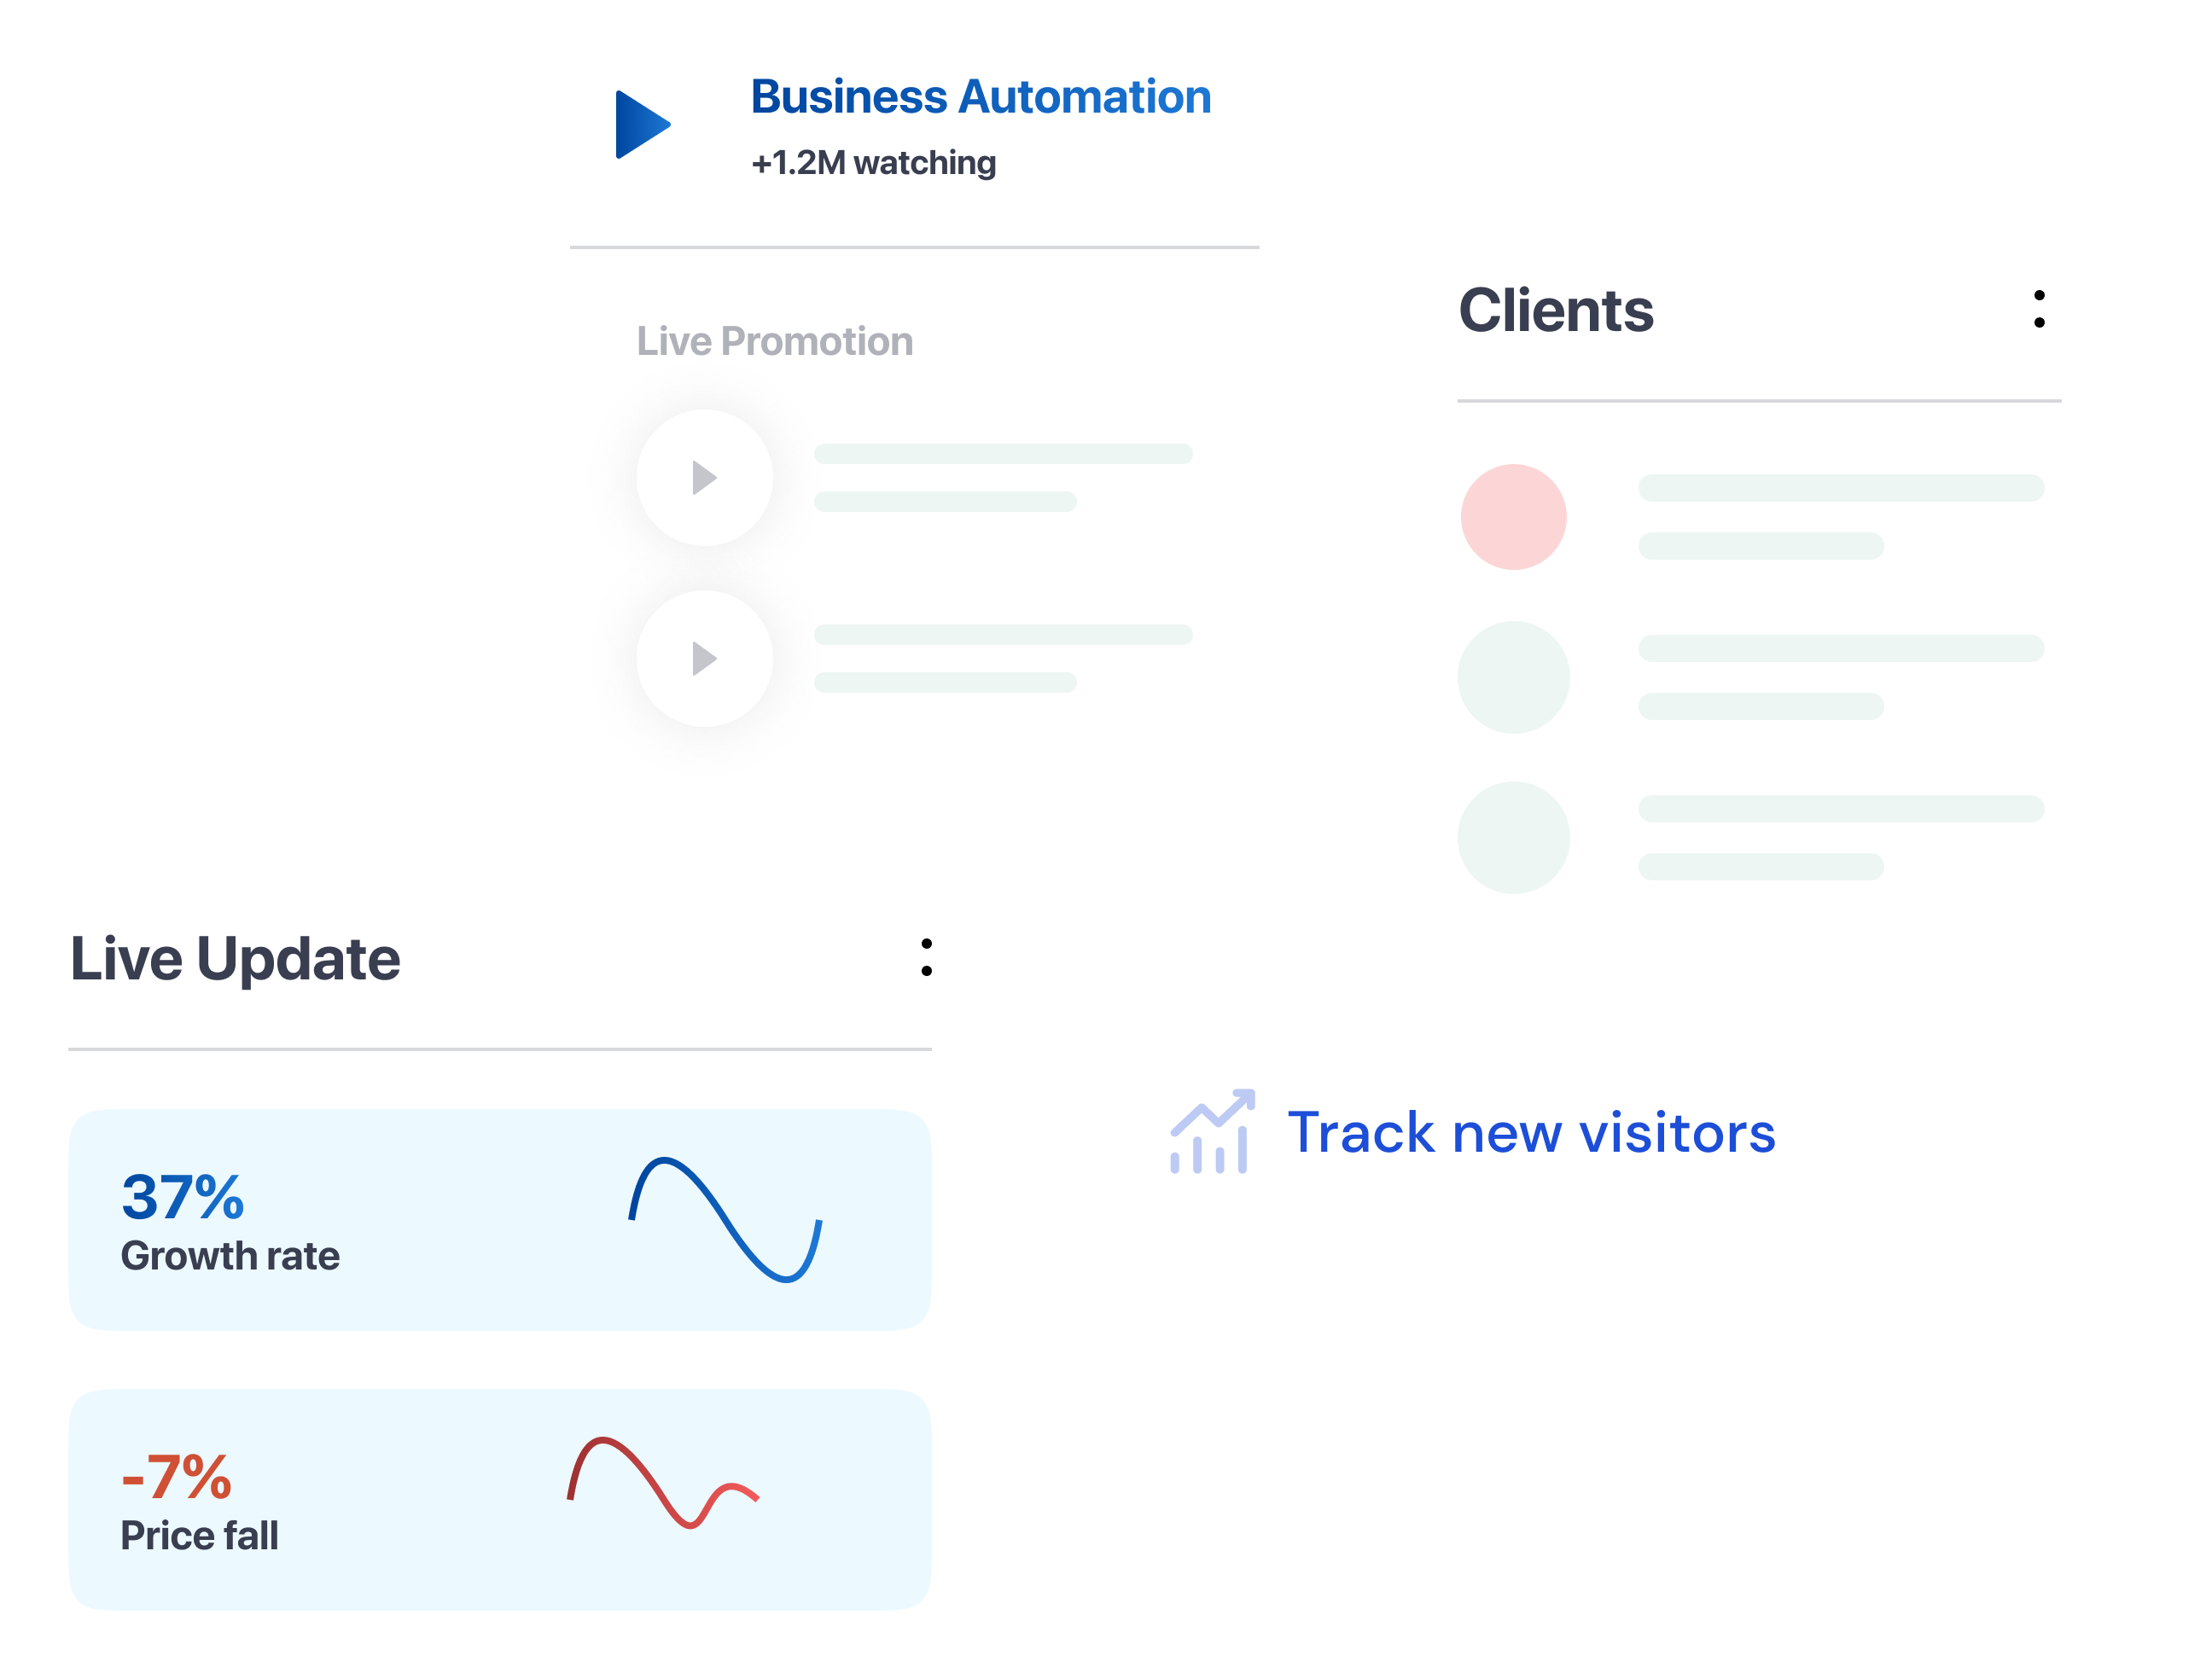 Business Automation
+1.2M watching
Live Promotion
Clients
Live Update
37%
Growth rate
-7%
Price fall
Track new visitors